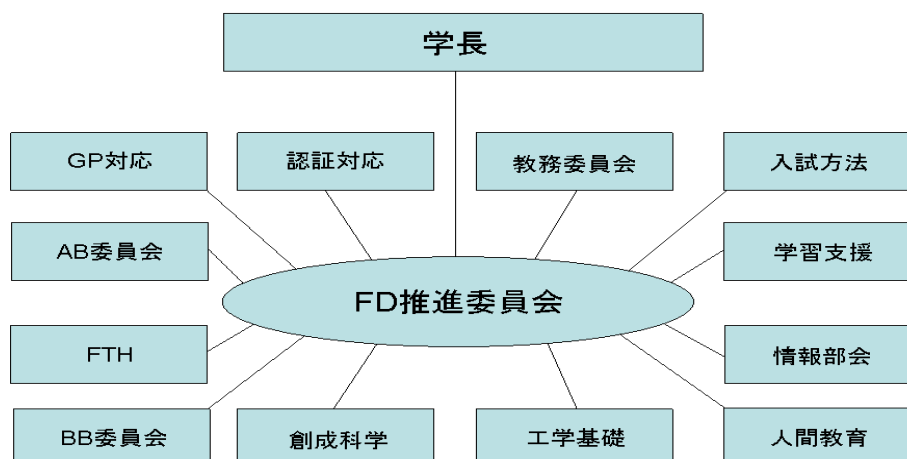 学長
GP対応
認証対応
教務委員会
入試方法
AB委員会
学習支援
FD推進委員会
FTH
情報部会
BB委員会
創成科学
工学基礎
人間教育